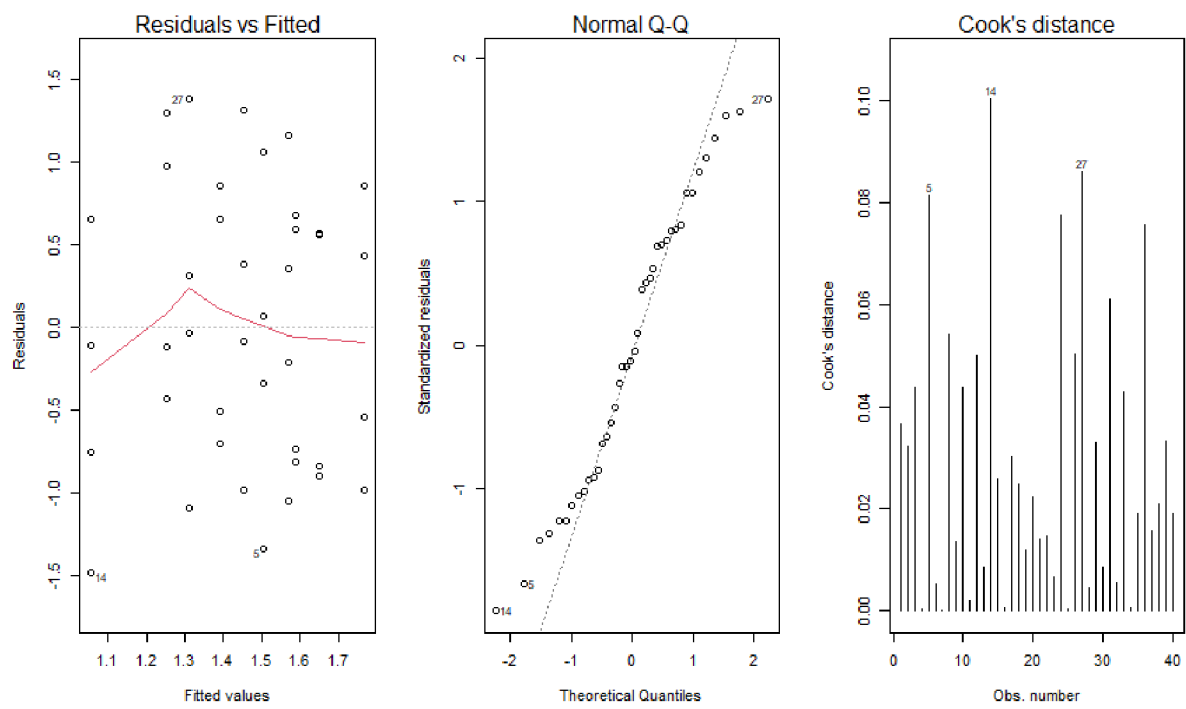 Residuals vs Fitted
Residuals
1.5
1.0
0.5
0.0
-0.5
-1.0
-1.5
27
5
14
1.1 1.2 1.3 1.4 1.5 1.6 1.7
Fitted values
Normal Q-Q
Standardized residuals
2
1
0
-1
27
5
14
-2 -1 0 1 2
Theoretical Quantiles
Cook's distance
Cook's distance
0.10
0.08
0.06
0.04
0.02
0.00
14
27
5
0 10 20 30 40
Obs. number